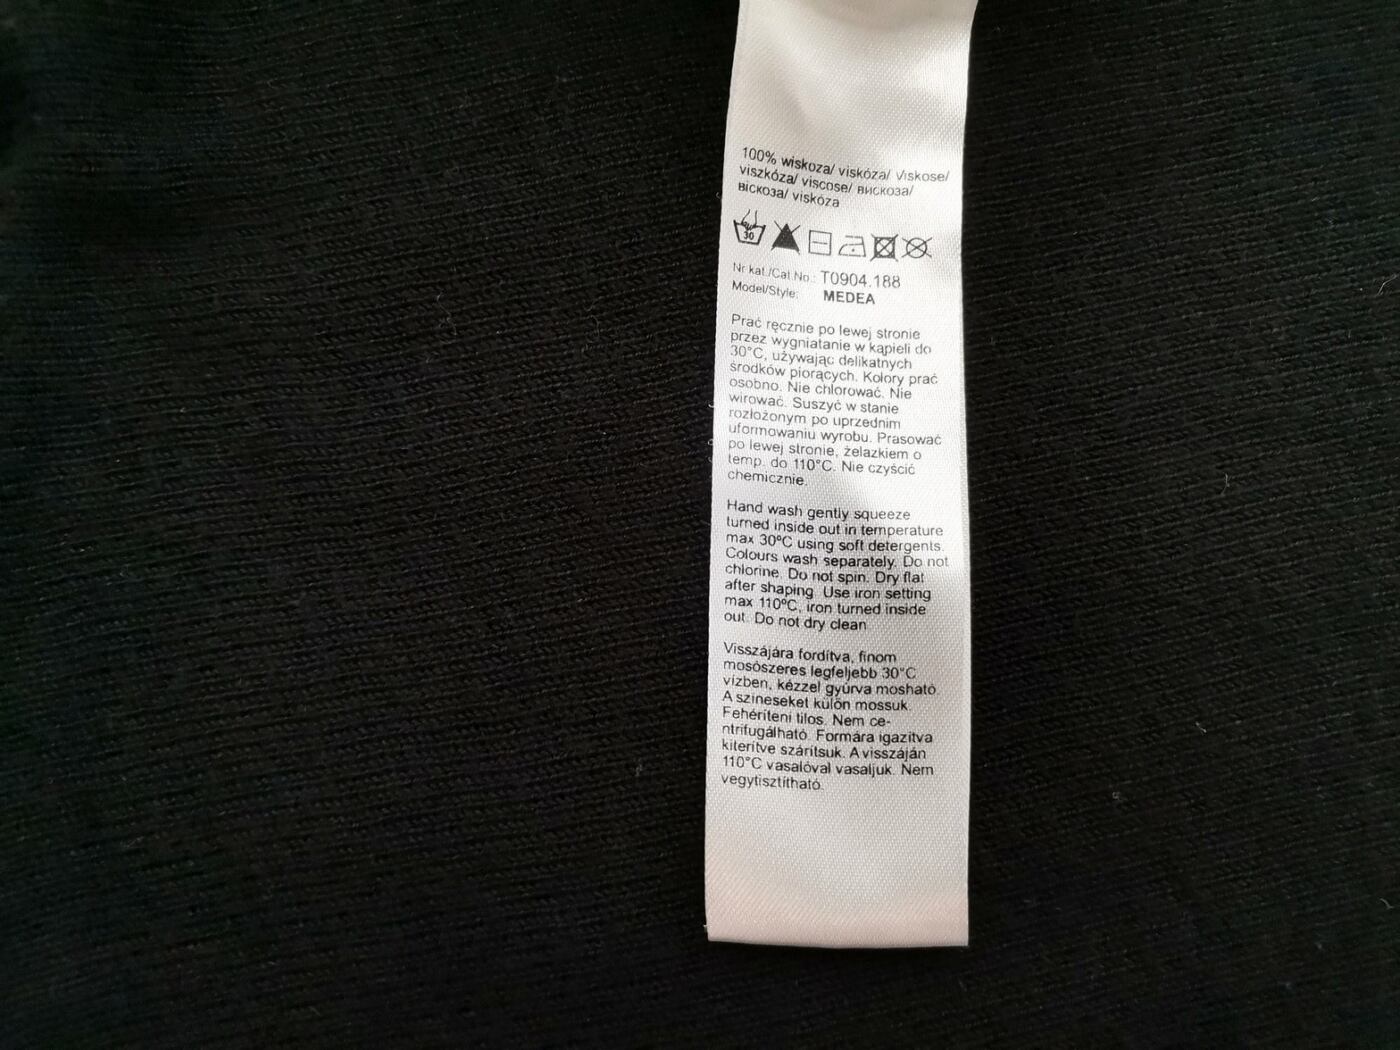 100% wiskoza/ viskóza/ Viskose/
viszkóza/ viscose/ вискоза/
віскоза/ viskóza
30
Nr kat./Cat.No.: T0904.188
Model/Style: MEDEA
Prać ręcznie po lewej stronie
przez wygniatanie w kąpieli do
30°C, używając delikatnych
środków piorących. Kolory prać
osobno. Nie chlorować. Nie
wirować. Suszyć w stanie
rozłożonym po uprzednim
uformowaniu wyrobu. Prasować
po lewej stronie, żelazkiem o
temp. do 110°C. Nie czyścić
chemicznie.
Hand wash gently squeeze
turned inside out in temperature
max 30ºC using soft detergents.
Colours wash separately. Do not
chlorine. Do not spin. Dry flat
after shaping. Use iron setting
max 110ºC, iron turned inside
out. Do not dry clean
Visszájára fordítva, finom
mosószeres legfeljebb 30°C
vízben, kézzel gyúrva mosható.
A színeseket külön mossuk.
Fehéríteni tilos. Nem ce-
ntrifugálható. Formára igazítva
kiterítve szárítsuk. A visszáján
110°C vasalóval vasaljuk. Nem
vegytisztítható.